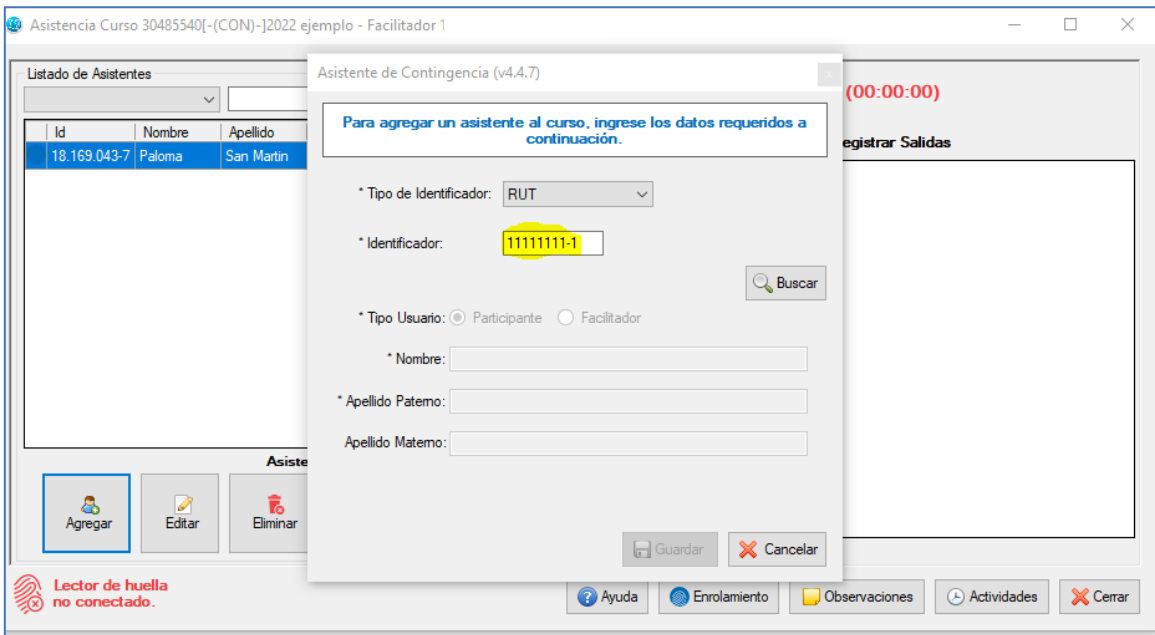 Asistencia Curso 30485540[-(CON)-]2022 ejemplo - Facilitador 1
Listado de Asistentes
Id Nombre Apellido
18.169.043-7 Paloma San Martin
Asistente de Contingencia (v4.4.7)
Para agregar un asistente al curso, ingrese los datos requeridos a
continuación.
* Tipo de Identificador: RUT
* Identificador: 11111111-1
Buscar
* Tipo Usuario: Participante Facilitador
* Nombre:
* Apellido Paterno:
Apellido Materno:
Guardar Cancelar
(00:00:00)
egistrar Salidas
Asiste
Agregar Editar Eliminar
Lector de huella
no conectado.
Ayuda Enrolamiento Observaciones Actividades Cerrar